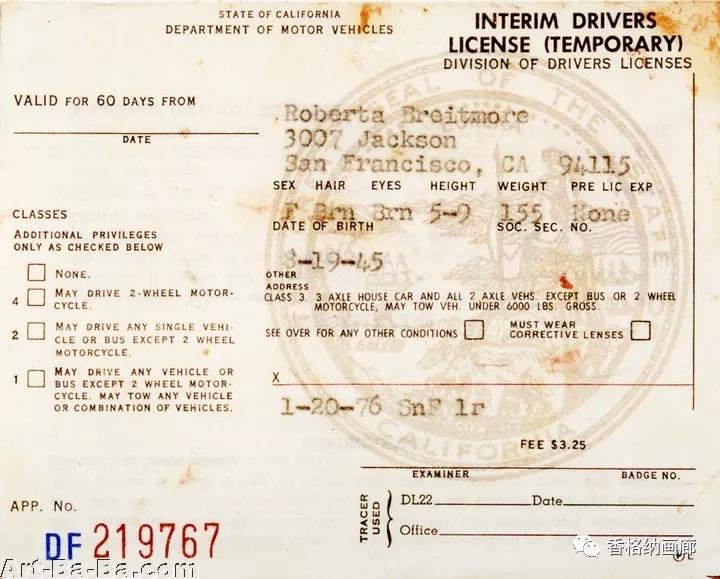 STATE OF CALIFORNIA
DEPARTMENT OF MOTOR VEHICLES
INTERIM DRIVERS
LICENSE (TEMPORARY)
DIVISION OF DRIVERS LICENSES
VALID FOR 60 DAYS FROM
DATE
Roberta Breitmore
3007 Jackson
San Francisco, CA 94115
SEX HAIR EYES HEIGHT WEIGHT PRE LIC EXP
F Brn Brn 5-9 155 None
DATE OF BIRTH SOC. SEC. NO.
8-19-45
OTHER
ADDRESS
CLASS 3. 3 AXLE HOUSE CAR AND ALL 2 AXLE VEHS. EXCEPT BUS OR 2 WHEEL
MOTORCYCLE, MAY TOW VEH. UNDER 6000 LBS. GROSS.
SEE OVER FOR ANY OTHER CONDITIONS
MUST WEAR
CORRECTIVE LENSES
X
1-20-76 SnF lr
FEE $3.25
CLASSES
ADDITIONAL PRIVILEGES
ONLY AS CHECKED BELOW
NONE.
4 MAY DRIVE 2-WHEEL MOTOR-
CYCLE.
2 MAY DRIVE ANY SINGLE VEHI-
CLE OR BUS EXCEPT 2 WHEEL
MOTORCYCLE.
1 MAY DRIVE ANY VEHICLE OR
BUS EXCEPT 2 WHEEL MOTOR-
CYCLE. MAY TOW ANY VEHICLE
OR COMBINATION OF VEHICLES.
EXAMINER BADGE NO.
TRACER
USED
DL22 Date
Office
APP. No.
DF 219767
SEAL OF THE STATE
CALIFORNIA
Art-Ba-Ba.com
香格纳画廊